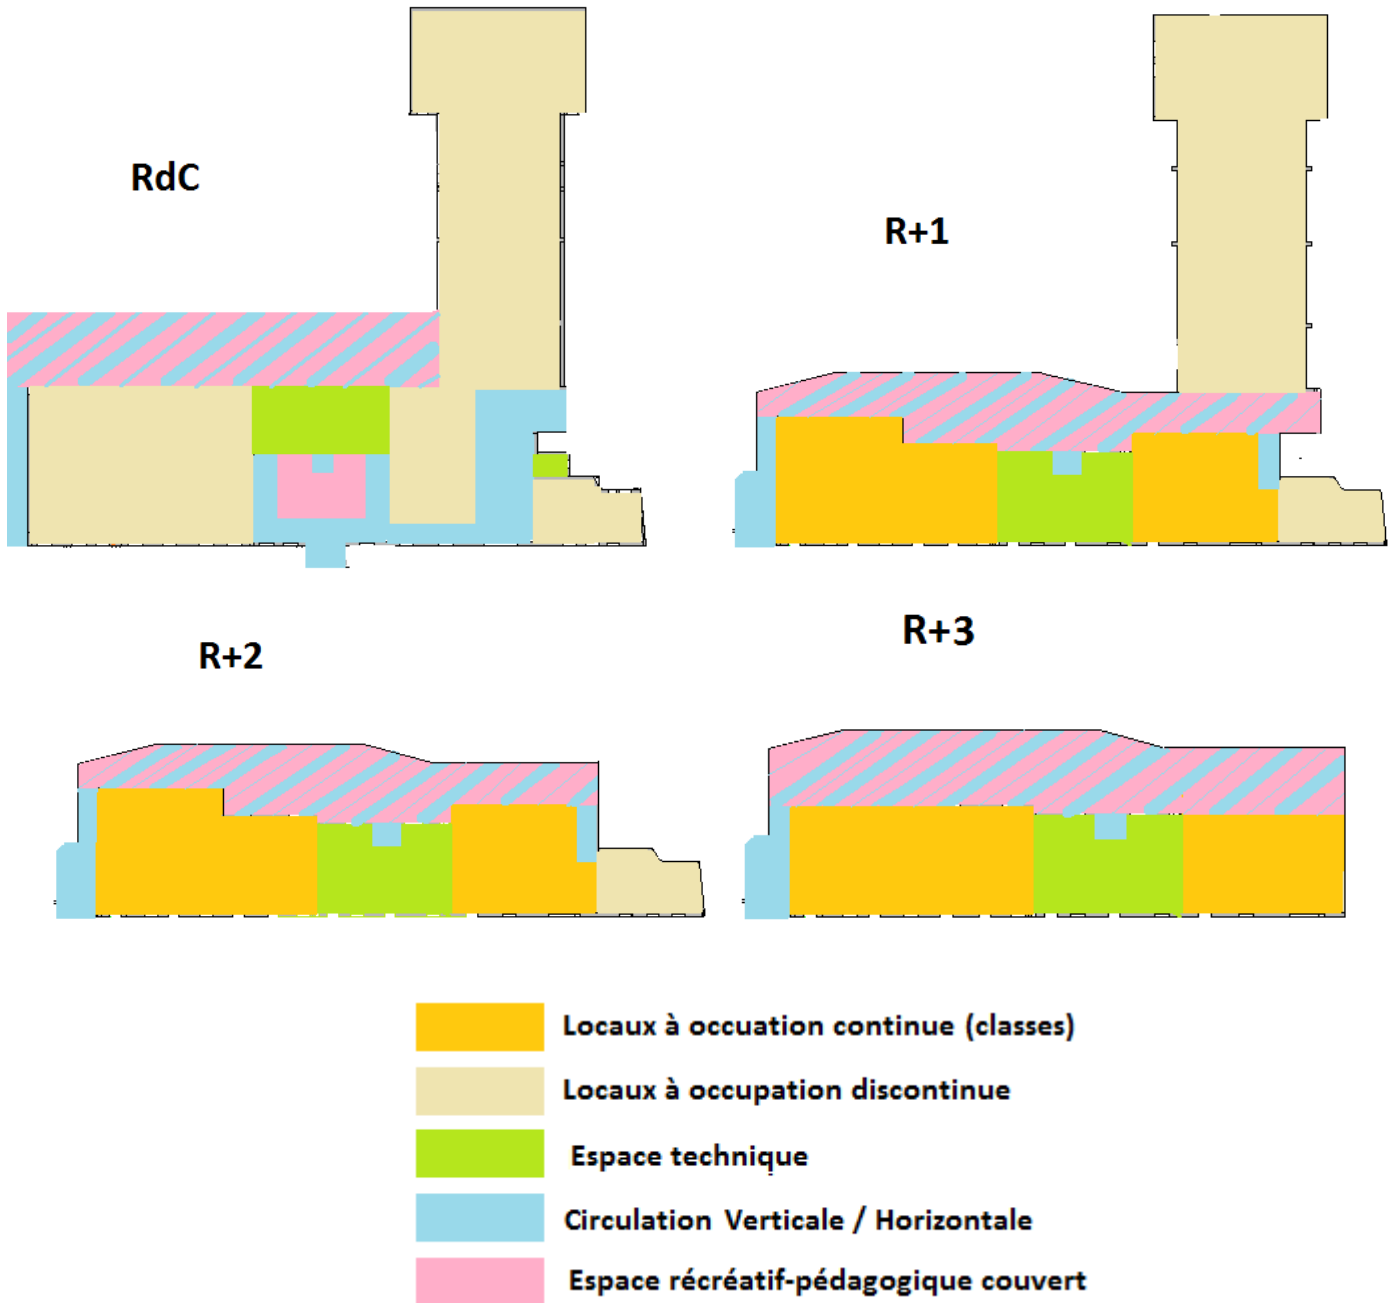 RdC
R+1
R+2
R+3
Locaux à occuation continue (classes)
Locaux à occupation discontinue
Espace technique
Circulation Verticale / Horizontale
Espace récréatif-pédagogique couvert